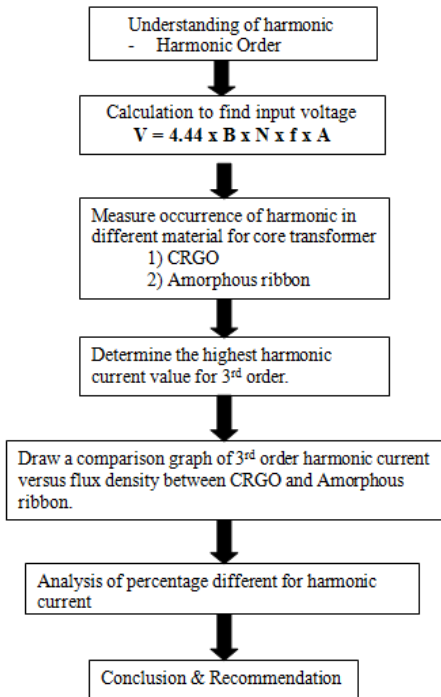 Understanding of harmonic
- Harmonic Order
Calculation to find input voltage
V = 4.44 x B x N x f x A
Measure occurrence of harmonic in
different material for core transformer
1) CRGO
2) Amorphous ribbon
Determine the highest harmonic
current value for 3rd order.
Draw a comparison graph of 3rd order harmonic current
versus flux density between CRGO and Amorphous
ribbon.
Analysis of percentage different for harmonic
current
Conclusion & Recommendation